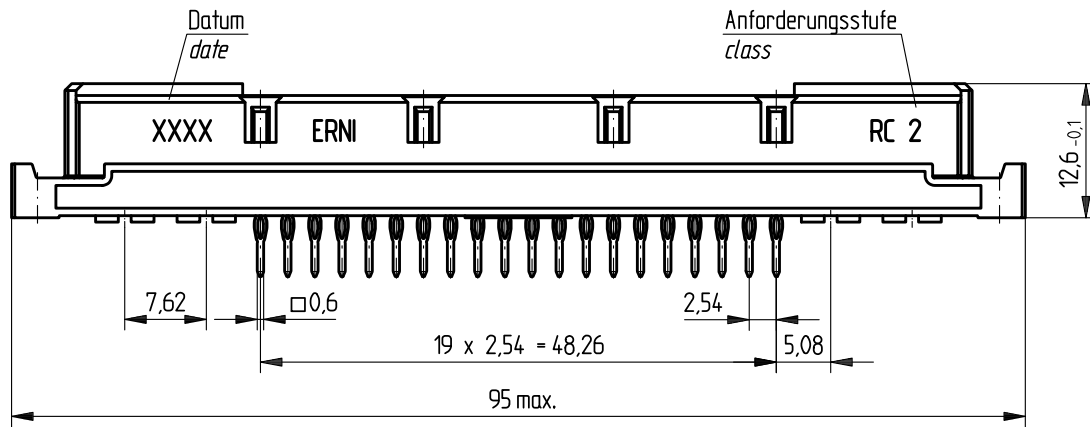 Datum
date
Anforderungsstufe
class
XXXX
ERNI
RC 2
12,6 -0,1
7,62
□0,6
2,54
19 x 2,54 = 48,26
5,08
95 max.